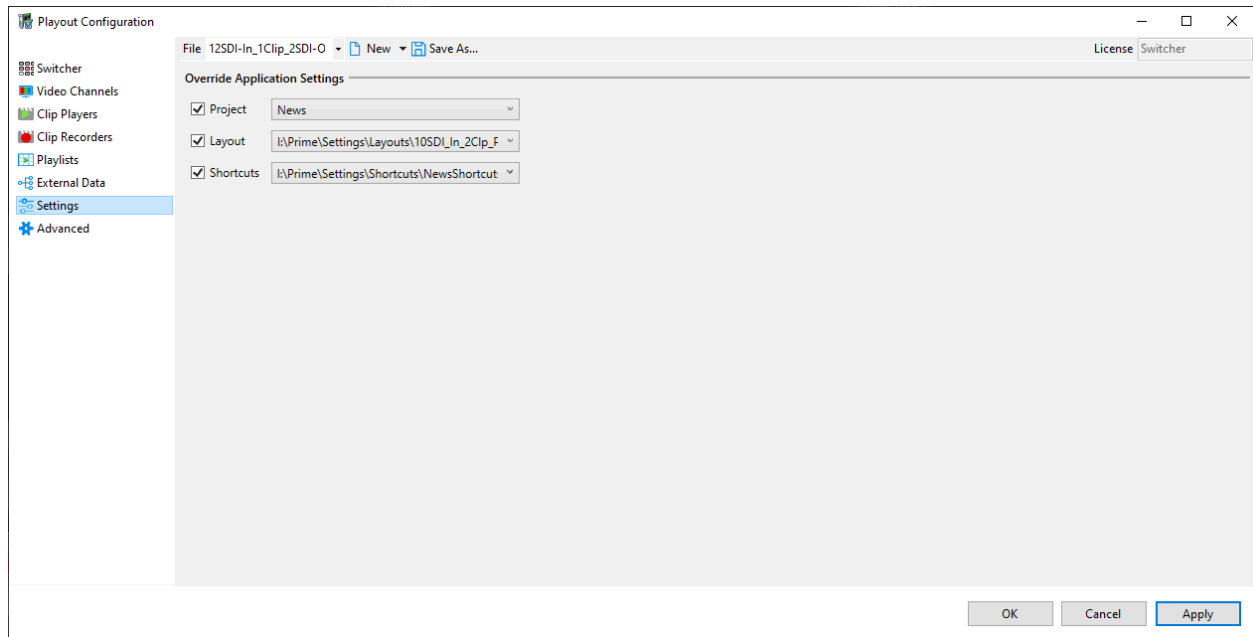 Playout Configuration
File 12SDI-In_1Clip_2SDI-O New Save As... License Switcher
Switcher
Video Channels
Clip Players
Clip Recorders
Playlists
External Data
Settings
Advanced
Override Application Settings
Project News
Layout I:\Prime\Settings\Layouts\10SDI_In_2Clp_F
Shortcuts I:\Prime\Settings\Shortcuts\NewsShortcut
OK Cancel Apply